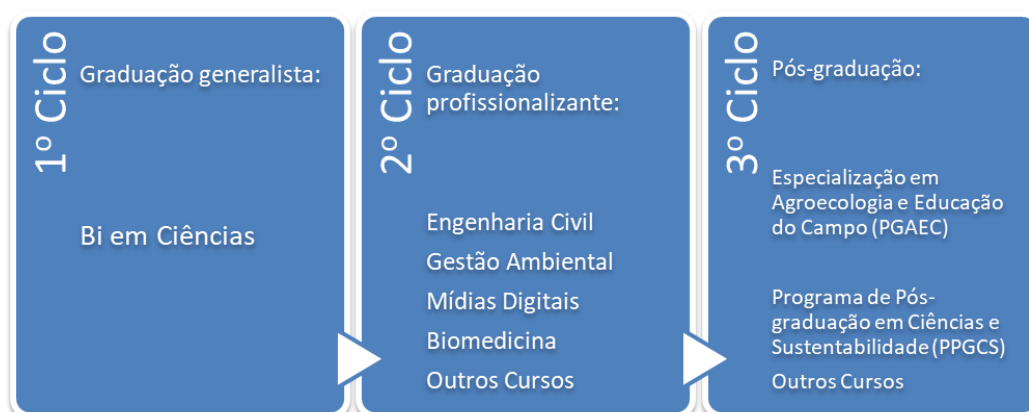 1º Ciclo
Graduação generalista:
Bi em Ciências
2º Ciclo
Graduação
profissionalizante:
Engenharia Civil
Gestão Ambiental
Mídias Digitais
Biomedicina
Outros Cursos
3º Ciclo
Pós-graduação:
Especialização em
Agroecologia e Educação
do Campo (PGAEC)
Programa de Pós-
graduação em Ciências e
Sustentabilidade (PPGCS)
Outros Cursos